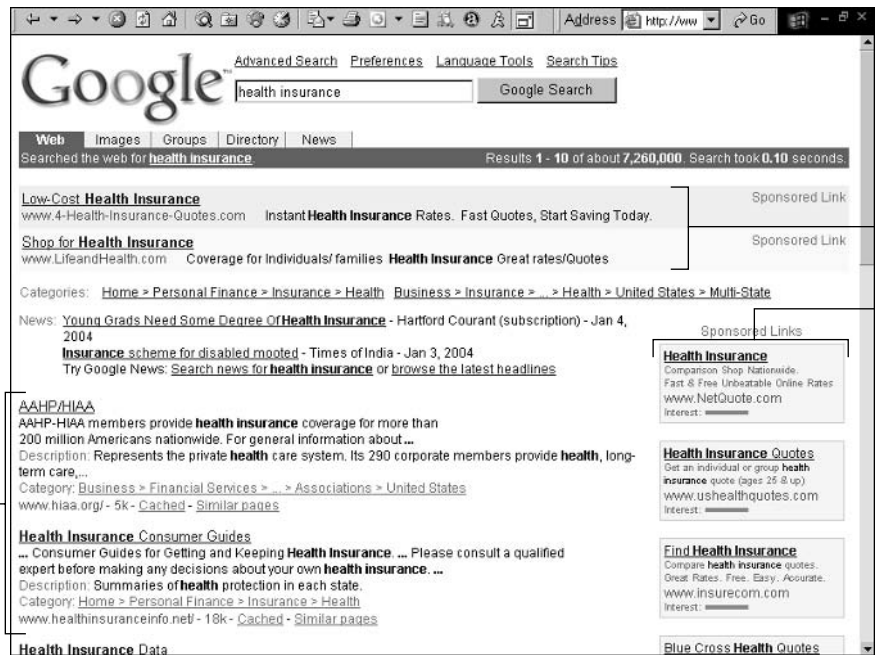 Address http://ww Go
Google™
Advanced Search Preferences Language Tools Search Tips
health insurance Google Search
Web Images Groups Directory News
Searched the web for health insurance. Results 1 - 10 of about 7,260,000. Search took 0.10 seconds.
Low-Cost Health Insurance Sponsored Link
www.4-Health-Insurance-Quotes.com Instant Health Insurance Rates. Fast Quotes, Start Saving Today.
Shop for Health Insurance Sponsored Link
www.LifeandHealth.com Coverage for Individuals/ families Health Insurance Great rates/Quotes
Categories: Home > Personal Finance > Insurance > Health Business > Insurance > ... > Health > United States > Multi-State
News: Young Grads Need Some Degree Of Health Insurance - Hartford Courant (subscription) - Jan 4,
2004
Insurance scheme for disabled mooted - Times of India - Jan 3, 2004
Try Google News: Search news for health insurance or browse the latest headlines
AAHP/HIAA
AAHP-HIAA members provide health insurance coverage for more than
200 million Americans nationwide. For general information about ...
Description: Represents the private health care system. Its 290 corporate members provide health, long-
term care,...
Category: Business > Financial Services > ... > Associations > United States
www.hiaa.org/ - 5k - Cached - Similar pages
Health Insurance Consumer Guides
... Consumer Guides for Getting and Keeping Health Insurance. ... Please consult a qualified
expert before making any decisions about your own health insurance. ...
Description: Summaries of health protection in each state.
Category: Home > Personal Finance > Insurance > Health
www.healthinsuranceinfo.net/ - 18k - Cached - Similar pages
Health Insurance Data
Sponsored Links
Health Insurance
Comparison Shop Nationwide.
Fast & Free Unbeatable Online Rates
www.NetQuote.com
Interest:
Health Insurance Quotes
Get an individual or group health
insurance quote (ages 25 & up)
www.ushealthquotes.com
Interest:
Find Health Insurance
Compare health insurance quotes.
Great Rates. Free. Easy. Accurate.
www.insurecom.com
Interest:
Blue Cross Health Quotes